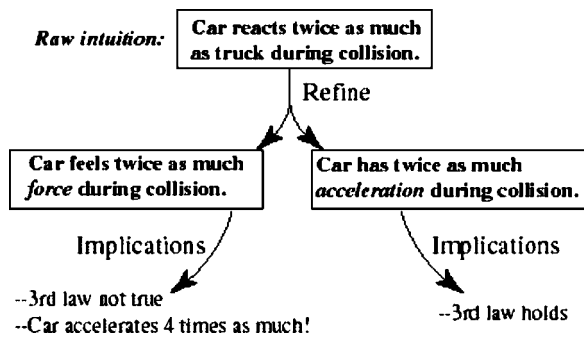 Raw intuition:
Car reacts twice as much
as truck during collision.
Refine
Car feels twice as much
force during collision.
Car has twice as much
acceleration during collision.
Implications
Implications
--3rd law not true
--Car accelerates 4 times as much!
--3rd law holds